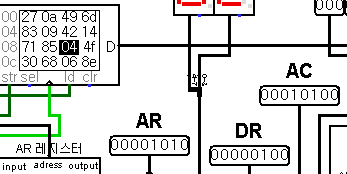 00 27 0a 49 6d
04 83 09 42 14
08 71 85 04 4f
0c 30 68 06 8e
D
str sel ld clr
AC
00010100
AR
00001010
DR
00000100
AR 레지스터
input adress output